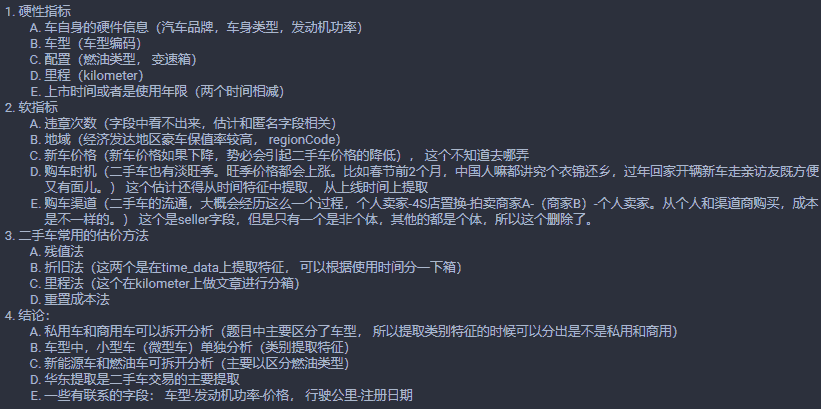 1. 硬性指标
A. 车自身的硬件信息（汽车品牌，车身类型，发动机功率）
B. 车型（车型编码）
C. 配置（燃油类型， 变速箱）
D. 里程（kilometer）
E. 上市时间或者是使用年限（两个时间相减）
2. 软指标
A. 违章次数（字段中看不出来，估计和匿名字段相关）
B. 地域（经济发达地区豪车保值率较高， regionCode）
C. 新车价格（新车价格如果下降，势必会引起二手车价格的降低）， 这个不知道去哪弄
D. 购车时机（二手车也有淡旺季。旺季价格都会上涨。比如春节前2个月，中国人嘛都讲究个衣锦还乡，过年回家开辆新车走亲访友既方便
又有面儿。） 这个估计还得从时间特征中提取， 从上线时间上提取
E. 购车渠道（二手车的流通，大概会经历这么一个过程，个人卖家-4S店置换-拍卖商家A-（商家B）-个人卖家。从个人和渠道商购买，成本
是不一样的。） 这个是seller字段，但是只有一个是非个体，其他的都是个体，所以这个删除了。
3. 二手车常用的估价方法
A. 残值法
B. 折旧法（这两个是在time_data上提取特征， 可以根据使用时间分一下箱）
C. 里程法（这个在kilometer上做文章进行分箱）
D. 重置成本法
4. 结论：
A. 私用车和商用车可以拆开分析（题目中主要区分了车型， 所以提取类别特征的时候可以分出是不是私用和商用）
B. 车型中，小型车（微型车）单独分析（类别提取特征）
C. 新能源车和燃油车可拆开分析（主要以区分燃油类型）
D. 华东提取是二手车交易的主要提取
E. 一些有联系的字段： 车型-发动机功率-价格， 行驶公里-注册日期